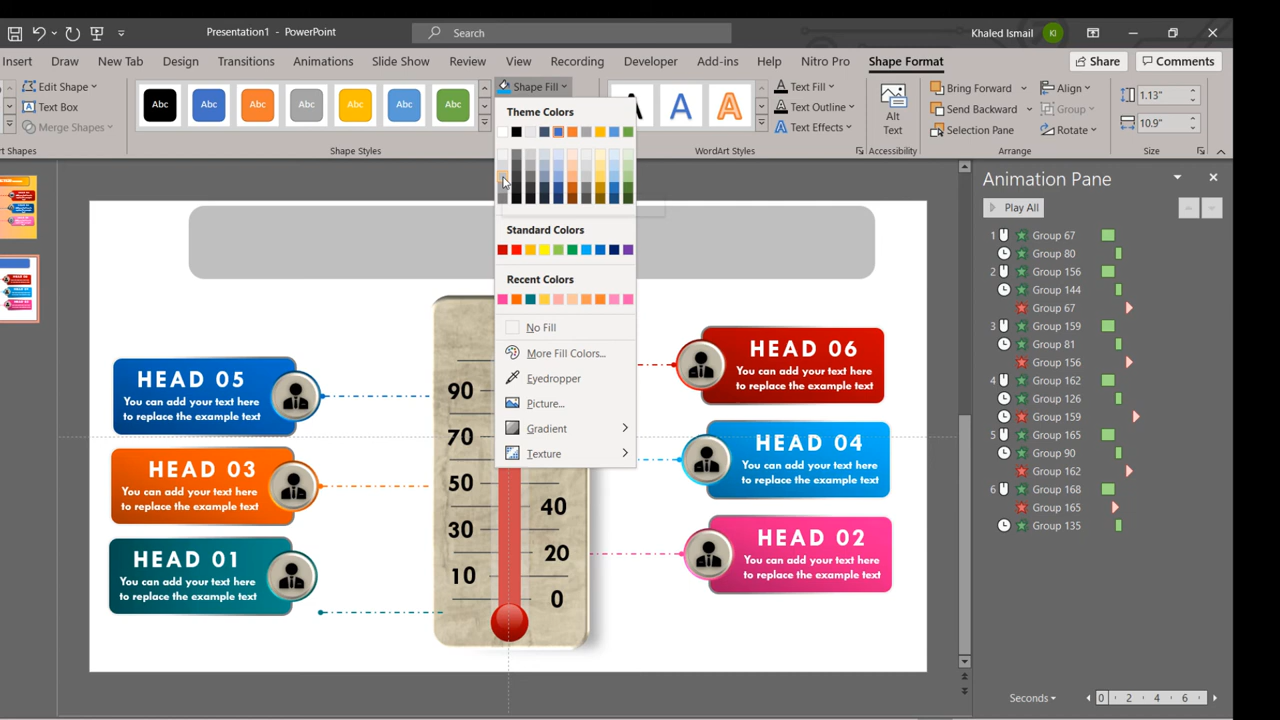 Presentation1 - PowerPoint
Search
Khaled Ismail
KI
Insert Draw New Tab Design Transitions Animations Slide Show Review View Recording Developer Add-ins Help Nitro Pro Shape Format
Share
Comments
Edit Shape
Text Box
Merge Shapes
Abc Abc Abc Abc Abc Abc Abc
Shape Fill
A A A
Text Fill
Text Outline
Text Effects
Alt
Text
Bring Forward
Send Backward
Selection Pane
Align
Group
Rotate
1.13"
10.9"
Shape Styles
WordArt Styles
Accessibility
Arrange
Size
Theme Colors
Standard Colors
Recent Colors
No Fill
More Fill Colors...
Eyedropper
Picture...
Gradient
Texture
HEAD 05
You can add your text here
to replace the example text
HEAD 03
You can add your text here
to replace the example text
HEAD 01
You can add your text here
to replace the example text
90
70
50
40
30
20
10
0
HEAD 06
You can add your text here
to replace the example text
HEAD 04
You can add your text here
to replace the example text
HEAD 02
You can add your text here
to replace the example text
Animation Pane
Play All
1 Group 67
Group 80
2 Group 156
Group 144
Group 67
3 Group 159
Group 81
Group 156
4 Group 162
Group 126
Group 159
5 Group 165
Group 90
Group 162
6 Group 168
Group 165
Group 135
Seconds
0 2 4 6